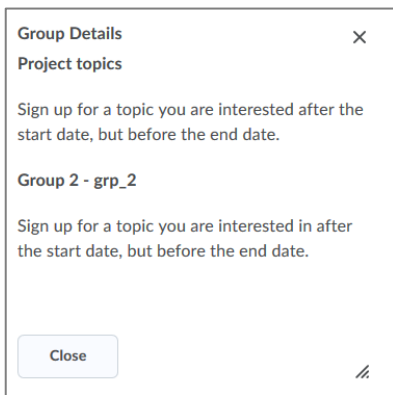 Group Details
Project topics
Sign up for a topic you are interested after the
start date, but before the end date.
Group 2 - grp_2
Sign up for a topic you are interested in after
the start date, but before the end date.
Close